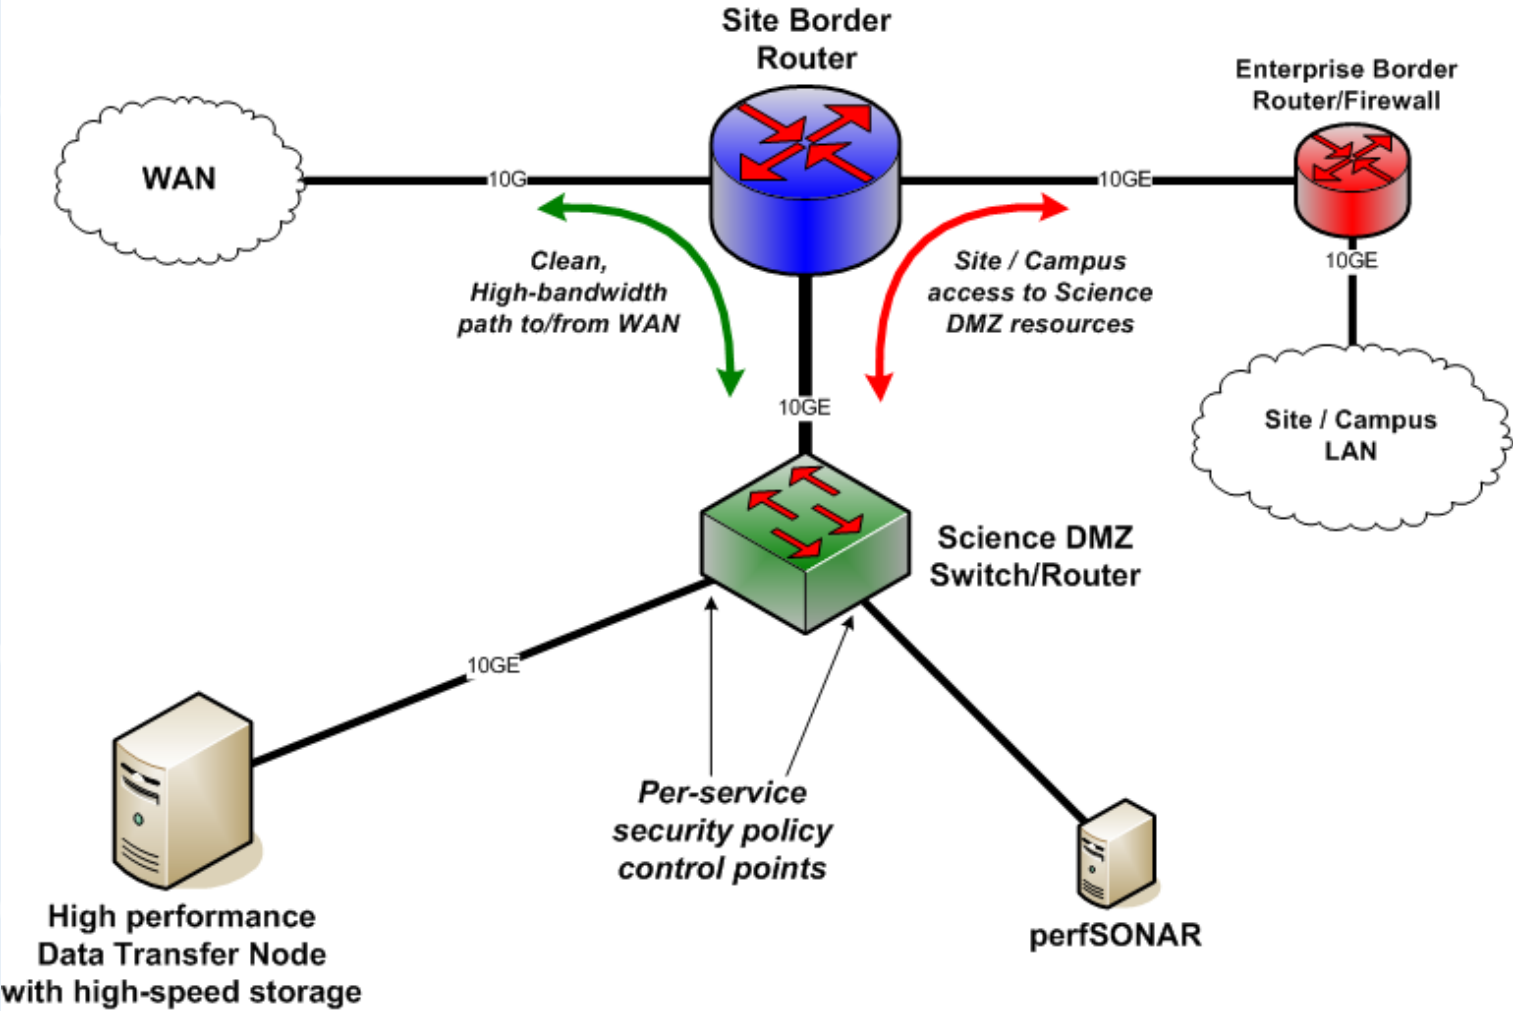 Site Border
Router
Enterprise Border
Router/Firewall
WAN
10G
10GE
Clean,
High-bandwidth
path to/from WAN
Site / Campus
access to Science
DMZ resources
10GE
10GE
Site / Campus
LAN
Science DMZ
Switch/Router
10GE
Per-service
security policy
control points
High performance
Data Transfer Node
with high-speed storage
perfSONAR